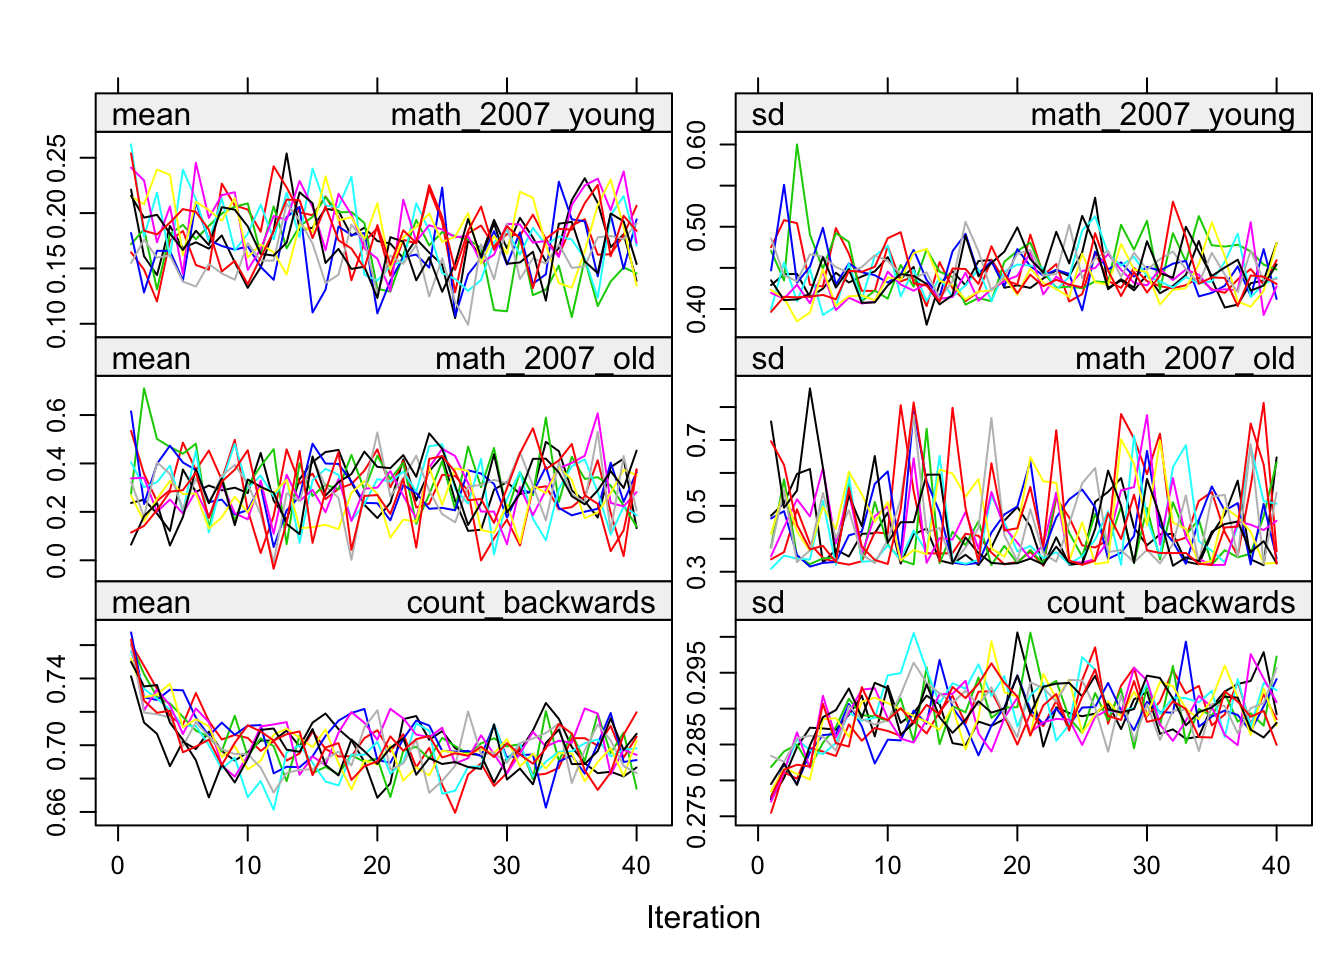 mean math_2007_young sd math_2007_young
0.10 0.15 0.20 0.25
0.40 0.50 0.60
mean math_2007_old sd math_2007_old
0.0 0.2 0.4 0.6
0.3 0.5 0.7
mean count_backwards sd count_backwards
0.66 0.70 0.74
0.275 0.285 0.295
0 10 20 30 40 0 10 20 30 40
Iteration